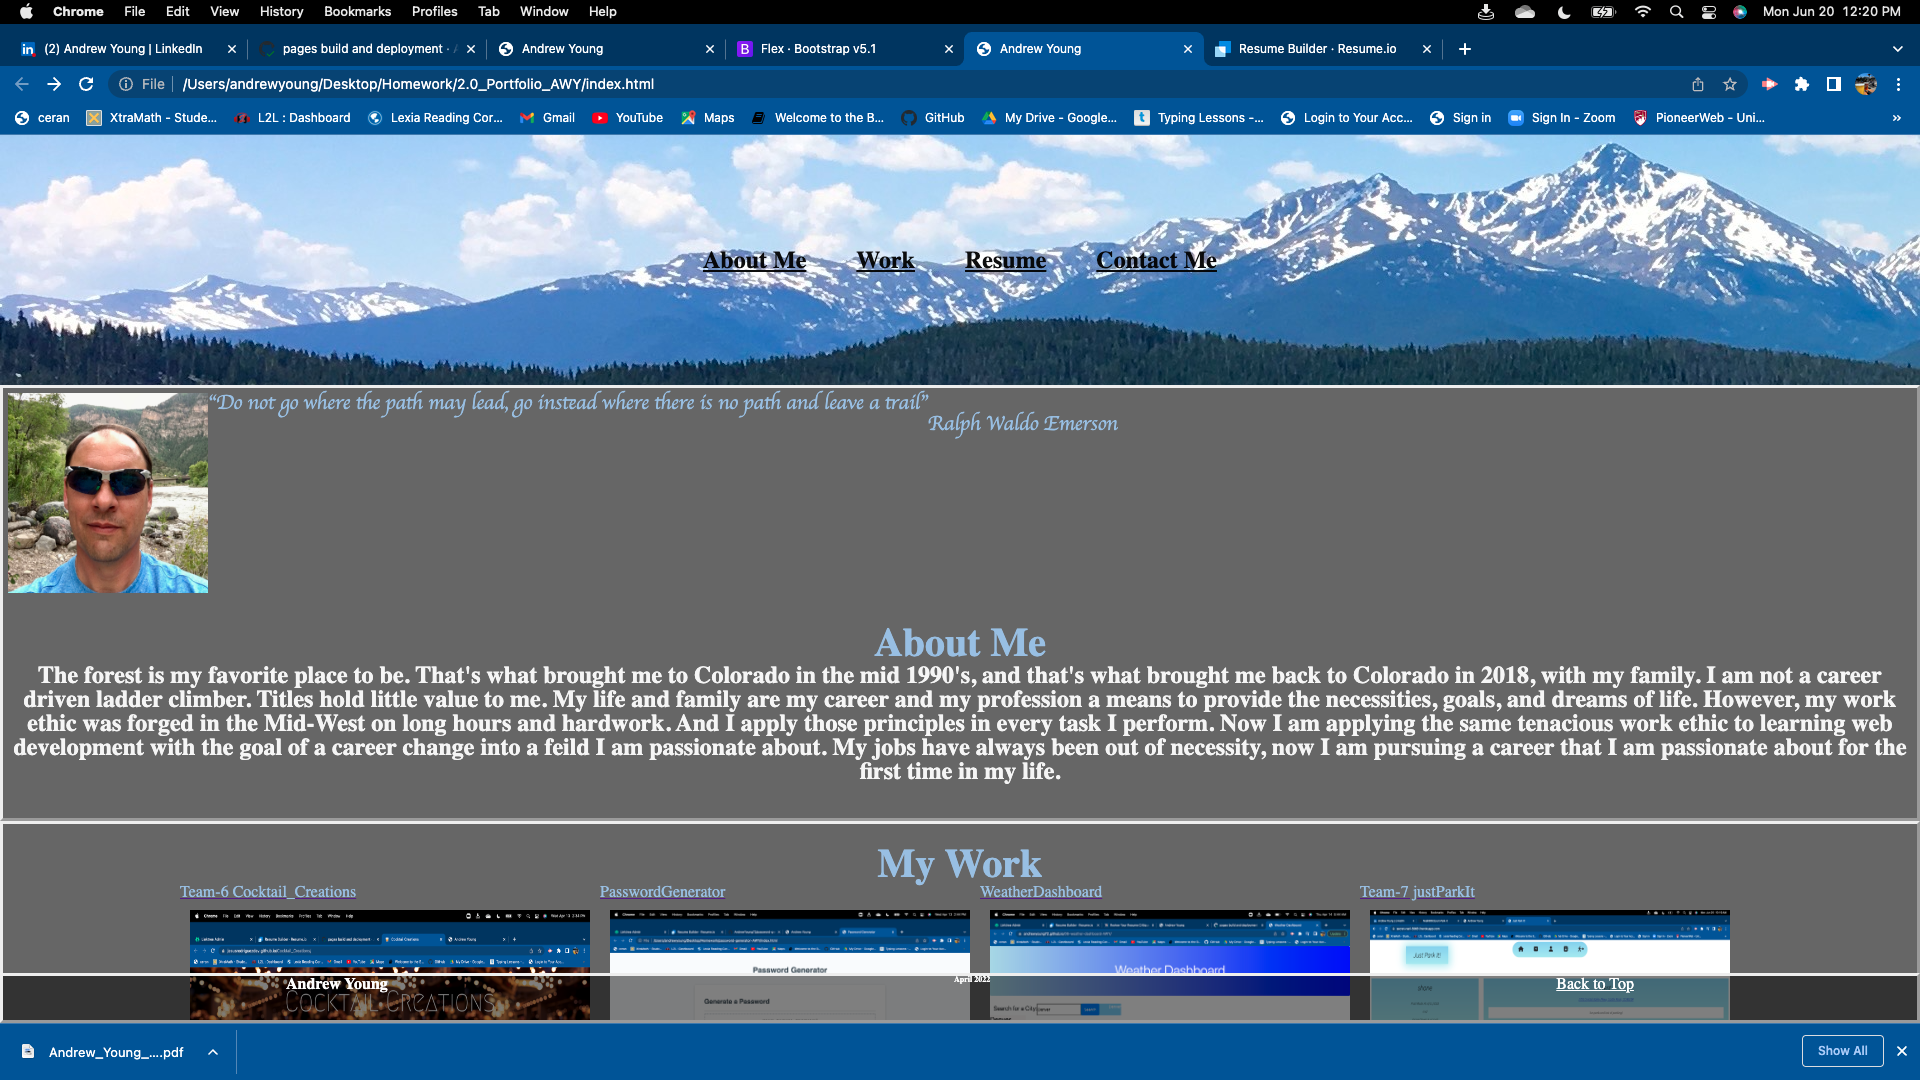 Chrome File Edit View History Bookmarks Profiles Tab Window Help Mon Jun 20 12:20 PM
(2) Andrew Young | LinkedIn pages build and deployment · Andrew Young Flex · Bootstrap v5.1 Andrew Young Resume Builder · Resume.io
File /Users/andrewyoung/Desktop/Homework/2.0_Portfolio_AWY/index.html
ceran XtraMath - Stude... L2L : Dashboard Lexia Reading Cor... Gmail YouTube Maps Welcome to the B... GitHub My Drive - Google... Typing Lessons -... Login to Your Acc... Sign in Sign In - Zoom PioneerWeb - Uni... »
About Me Work Resume Contact Me
“Do not go where the path may lead, go instead where there is no path and leave a trail”
Ralph Waldo Emerson
About Me
The forest is my favorite place to be. That's what brought me to Colorado in the mid 1990's, and that's what brought me back to Colorado in 2018, with my family. I am not a career
driven ladder climber. Titles hold little value to me. My life and family are my career and my profession a means to provide the necessities, goals, and dreams of life. However, my work
ethic was forged in the Mid-West on long hours and hardwork. And I apply those principles in every task I perform. Now I am applying the same tenacious work ethic to learning web
development with the goal of a career change into a feild I am passionate about. My jobs have always been out of necessity, now I am pursuing a career that I am passionate about for the
first time in my life.
My Work
Team-6 Cocktail_Creations PasswordGenerator WeatherDashboard Team-7 justParkIt
Just Park It!
Password Generator Weather Dashboard
Andrew Young April 2022 Back to Top
Cocktail Creations Generate a Password Search for a City
Andrew_Young_....pdf Show All